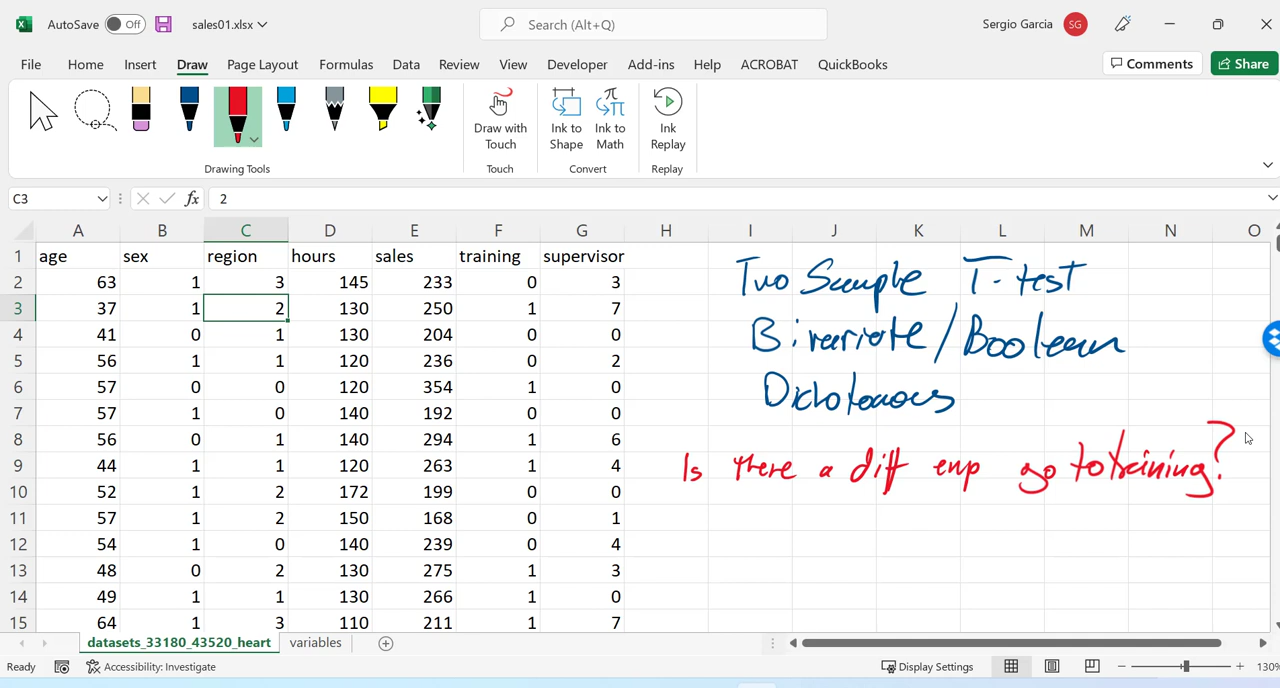 AutoSave Off sales01.xlsx Search (Alt+Q) Sergio Garcia SG
File Home Insert Draw Page Layout Formulas Data Review View Developer Add-ins Help ACROBAT QuickBooks Comments Share
Draw with Touch Ink to Shape Ink to Math Ink Replay
Drawing Tools Touch Convert Replay
C3 fx 2
A B C D E F G H I J K L M N O
1 age sex region hours sales training supervisor
2 63 1 3 145 233 0 3
3 37 1 2 130 250 1 7
4 41 0 1 130 204 0 0
5 56 1 1 120 236 0 2
6 57 0 0 120 354 1 0
7 57 1 0 140 192 0 0
8 56 0 1 140 294 1 6
9 44 1 1 120 263 1 4
10 52 1 2 172 199 0 0
11 57 1 2 150 168 0 1
12 54 1 0 140 239 0 4
13 48 0 2 130 275 1 3
14 49 1 1 130 266 1 0
15 64 1 3 110 211 1 7
Two Sample T-test
Bivariate/Boolean
Dichotomous
Is there a diff emp go to training?
datasets_33180_43520_heart variables
Ready Accessibility: Investigate Display Settings 130%